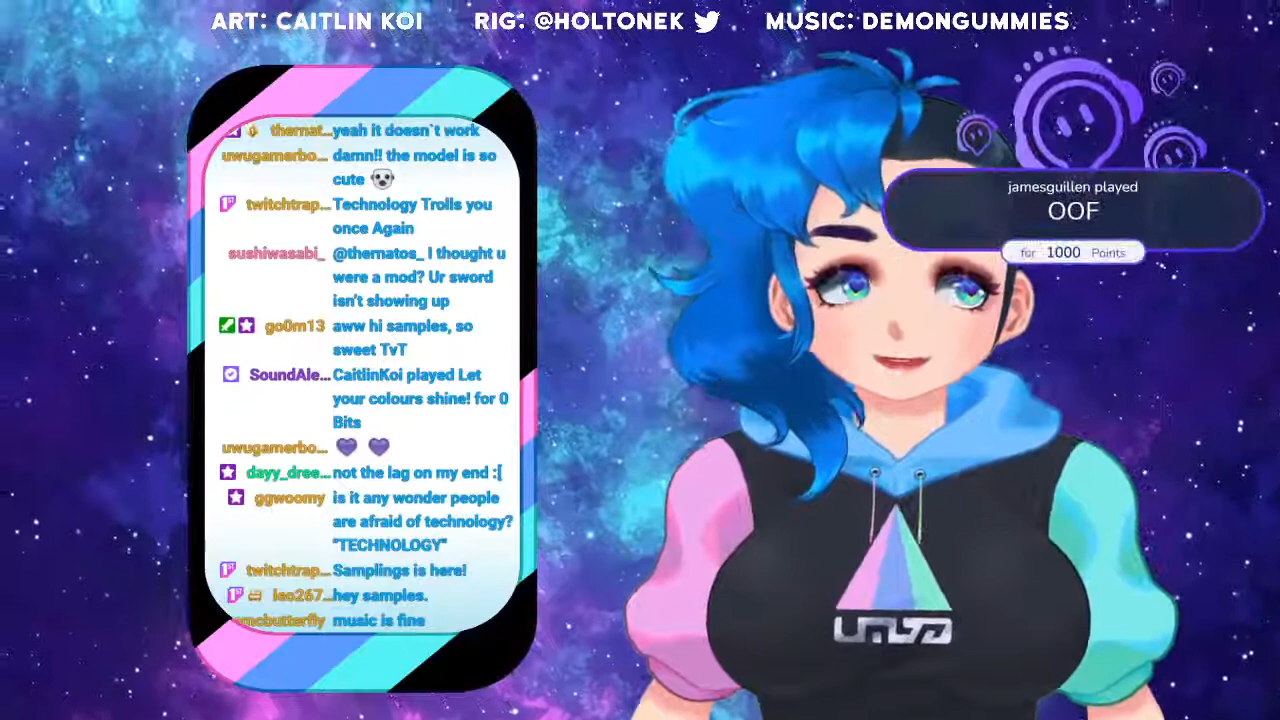 ART: CAITLIN KOI RIG: @HOLTONEK MUSIC: DEMONGUMMIES
thernat... yeah it doesn`t work
uwugamerbo... damn!! the model is so
cute
twitchtrap... Technology Trolls you
once Again
sushiwasabi_ @thernatos_ I thought u
were a mod? Ur sword
isn't showing up
go0m13 aww hi samples, so
sweet TvT
SoundAle... CaitlinKoi played Let
your colours shine! for 0
Bits
uwugamerbo...
dayy_dree... not the lag on my end :[
ggwoomy is it any wonder people
are afraid of technology?
"TECHNOLOGY"
twitchtrap... Samplings is here!
leo267... hey samples.
mcbutterfly music is fine
jamesguillen played
OOF
for 1000 Points